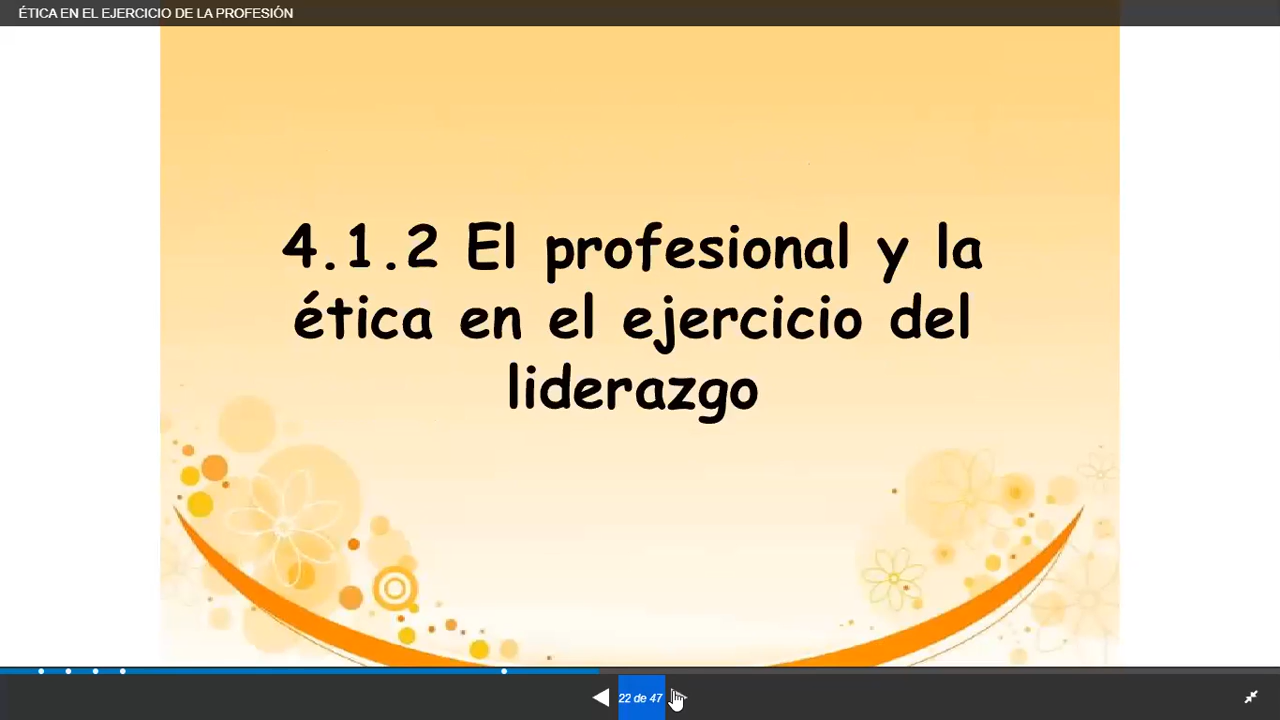 ÉTICA EN EL EJERCICIO DE LA PROFESIÓN
4.1.2 El profesional y la
ética en el ejercicio del
liderazgo
22 de 47